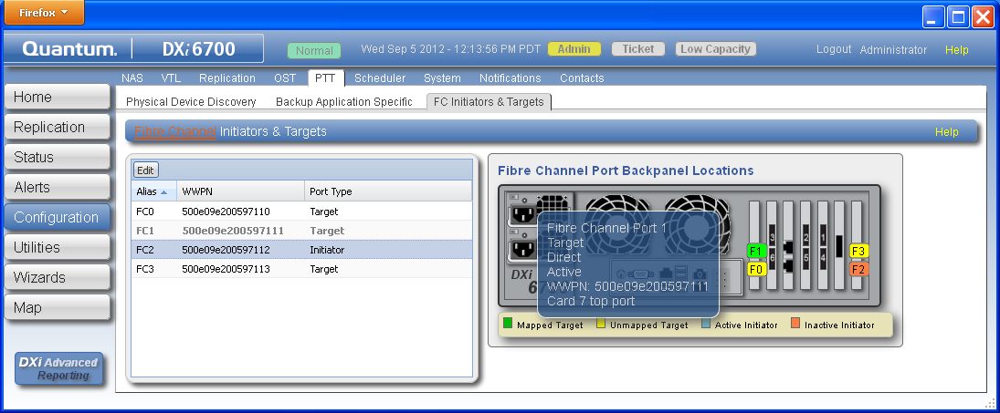 Firefox
Quantum. DXi6700 Normal Wed Sep 5 2012 - 12:13:56 PM PDT Admin Ticket Low Capacity Logout Administrator Help
NAS VTL Replication OST PTT Scheduler System Notifications Contacts
Physical Device Discovery Backup Application Specific FC Initiators & Targets
Home
Replication
Status
Alerts
Configuration
Utilities
Wizards
Map
DXi Advanced
Reporting
Fibre Channel Initiators & Targets Help
Edit
Alias WWPN Port Type
FC0 500e09e200597110 Target
FC1 500e09e200597111 Target
FC2 500e09e200597112 Initiator
FC3 500e09e200597113 Target
Fibre Channel Port Backpanel Locations
Fibre Channel Port 1
Target
Direct
Active
WWPN: 500e09e200597111
Card 7 top port
DXi
F1 3 2 1 F3
F0 6 5 4 F2
Mapped Target Unmapped Target Active Initiator Inactive Initiator